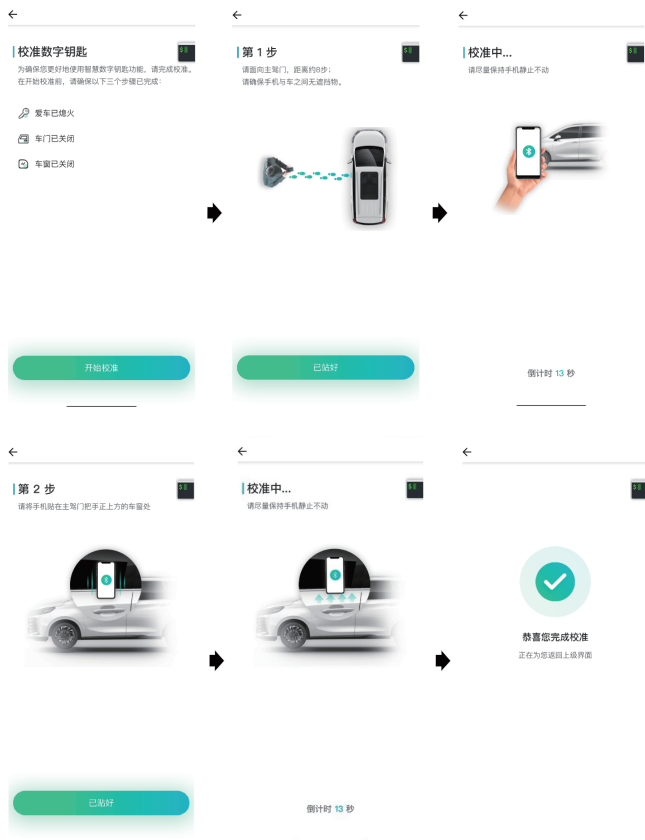 校准数字钥匙
为确保您更好地使用智慧数字钥匙功能，请完成校准。
在开始校准前，请确保以下三个步骤已完成：
爱车已熄火
车门已关闭
车窗已关闭
开始校准
第 1 步
请面向主驾门，距离约8步；
请确保手机与车之间无遮挡物。
已站好
校准中...
请尽量保持手机静止不动
倒计时 13 秒
第 2 步
请将手机贴在主驾门把手正上方的车窗处
已贴好
校准中...
请尽量保持手机静止不动
倒计时 13 秒
恭喜您完成校准
正在为您返回上级界面